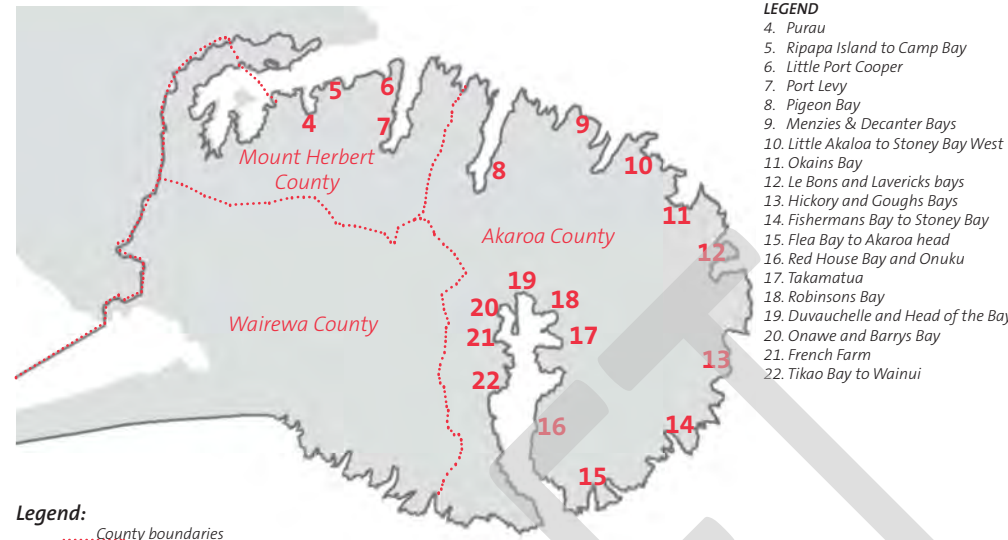 LEGEND
4. Purau
5. Ripapa Island to Camp Bay
6. Little Port Cooper
7. Port Levy
8. Pigeon Bay
9. Menzies & Decanter Bays
10. Little Akaloa to Stoney Bay West
11. Okains Bay
12. Le Bons and Lavericks bays
13. Hickory and Goughs Bays
14. Fishermans Bay to Stoney Bay
15. Flea Bay to Akaroa head
16. Red House Bay and Onuku
17. Takamatua
18. Robinsons Bay
19. Duvauchelle and Head of the Bay
20. Onawe and Barrys Bay
21. French Farm
22. Tikao Bay to Wainui
6
5
4
7
9
10
8
Mount Herbert
County
11
Akaroa County
12
19
18
20
21
17
Wairewa County
13
22
16
14
15
Legend:
County boundaries